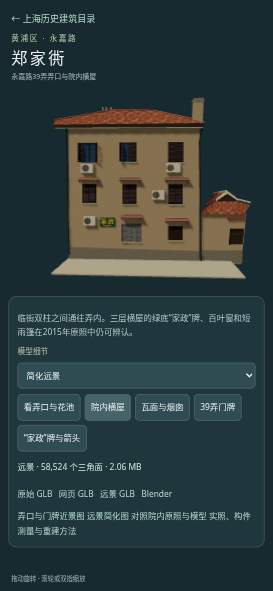 ← 上海历史建筑目录
黄浦区 · 永嘉路
郑家衖
永嘉路39弄弄口与院内横屋
临街双柱之间通往弄内。三层横屋的绿底“家政”牌、百叶窗和短
雨篷在2015年原照中仍可辨认。
模型细节
简化远景
看弄口与花池
院内横屋
瓦面与烟囱
39弄门牌
“家政”牌与箭头
远景 · 58,524 个三角面 · 2.06 MB
原始 GLB 网页 GLB 远景 GLB Blender
弄口与门牌近景图 远景简化图 对照院内原照与模型 实照、构件
测量与重建方法
拖动旋转 · 滚轮或双指缩放